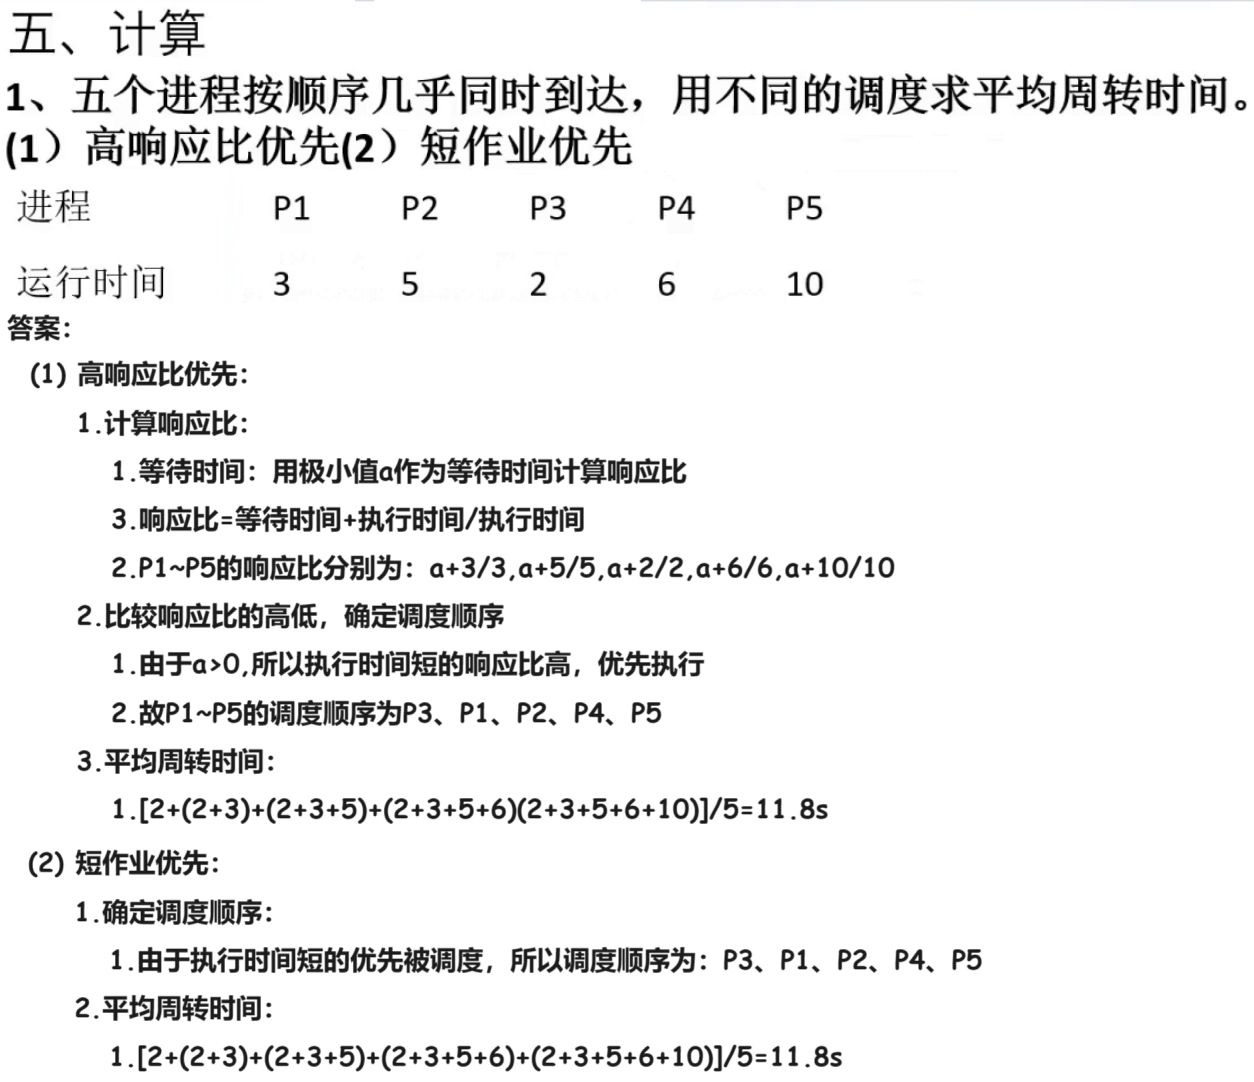 五、计算
1、五个进程按顺序几乎同时到达，用不同的调度求平均周转时间。
(1）高响应比优先(2）短作业优先
进程 P1 P2 P3 P4 P5
运行时间 3 5 2 6 10
答案：
(1) 高响应比优先：
1.计算响应比：
1.等待时间：用极小值a作为等待时间计算响应比
3.响应比=等待时间+执行时间/执行时间
2.P1~P5的响应比分别为：a+3/3,a+5/5,a+2/2,a+6/6,a+10/10
2.比较响应比的高低，确定调度顺序
1.由于a>0,所以执行时间短的响应比高，优先执行
2.故P1~P5的调度顺序为P3、P1、P2、P4、P5
3.平均周转时间：
1.[2+(2+3)+(2+3+5)+(2+3+5+6)(2+3+5+6+10)]/5=11.8s
(2) 短作业优先：
1.确定调度顺序：
1.由于执行时间短的优先被调度，所以调度顺序为：P3、P1、P2、P4、P5
2.平均周转时间：
1.[2+(2+3)+(2+3+5)+(2+3+5+6)+(2+3+5+6+10)]/5=11.8s